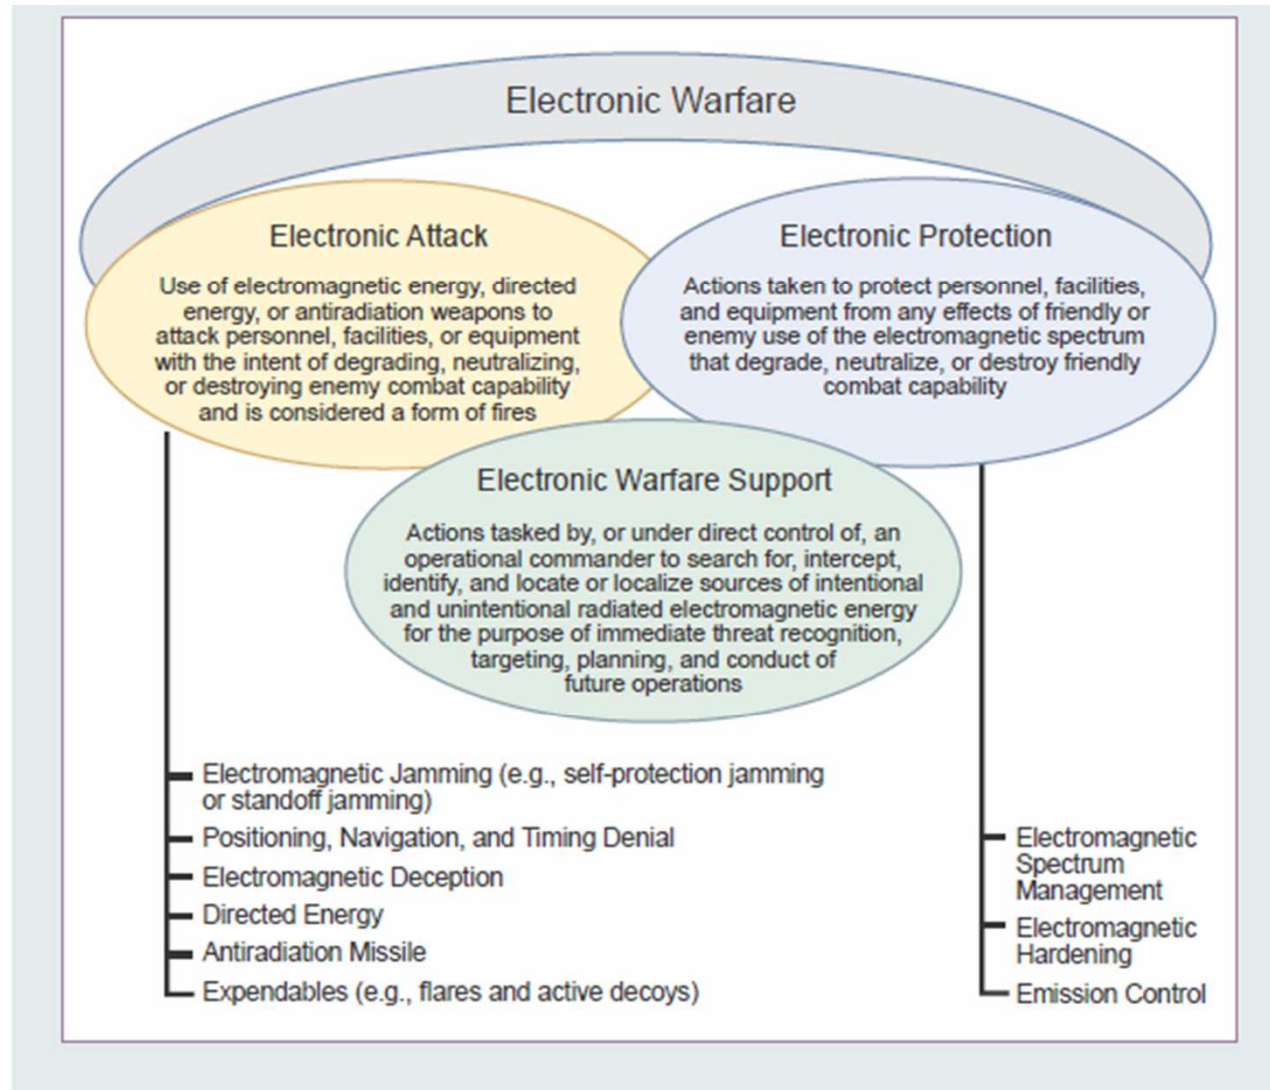 Electronic Warfare
Electronic Attack
Use of electromagnetic energy, directed
energy, or antiradiation weapons to
attack personnel, facilities, or equipment
with the intent of degrading, neutralizing,
or destroying enemy combat capability
and is considered a form of fires
Electronic Protection
Actions taken to protect personnel, facilities,
and equipment from any effects of friendly or
enemy use of the electromagnetic spectrum
that degrade, neutralize, or destroy friendly
combat capability
Electronic Warfare Support
Actions tasked by, or under direct control of, an
operational commander to search for, intercept,
identify, and locate or localize sources of intentional
and unintentional radiated electromagnetic energy
for the purpose of immediate threat recognition,
targeting, planning, and conduct of
future operations
Electromagnetic Jamming (e.g., self-protection jamming
or standoff jamming)
Positioning, Navigation, and Timing Denial
Electromagnetic Deception
Directed Energy
Antiradiation Missile
Expendables (e.g., flares and active decoys)
Electromagnetic
Spectrum
Management
Electromagnetic
Hardening
Emission Control